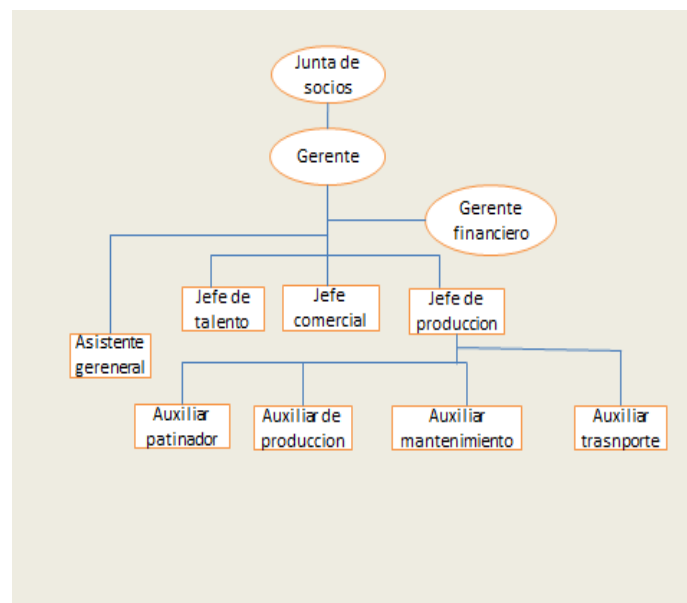 Junta de
socios
Gerente
Gerente
financiero
Jefe de
talento
Jefe
comercial
Jefe de
produccion
Asistente
gereneral
Auxiliar
patinador
Auxiliar de
produccion
Auxiliar
mantenimiento
Auxiliar
trasnporte